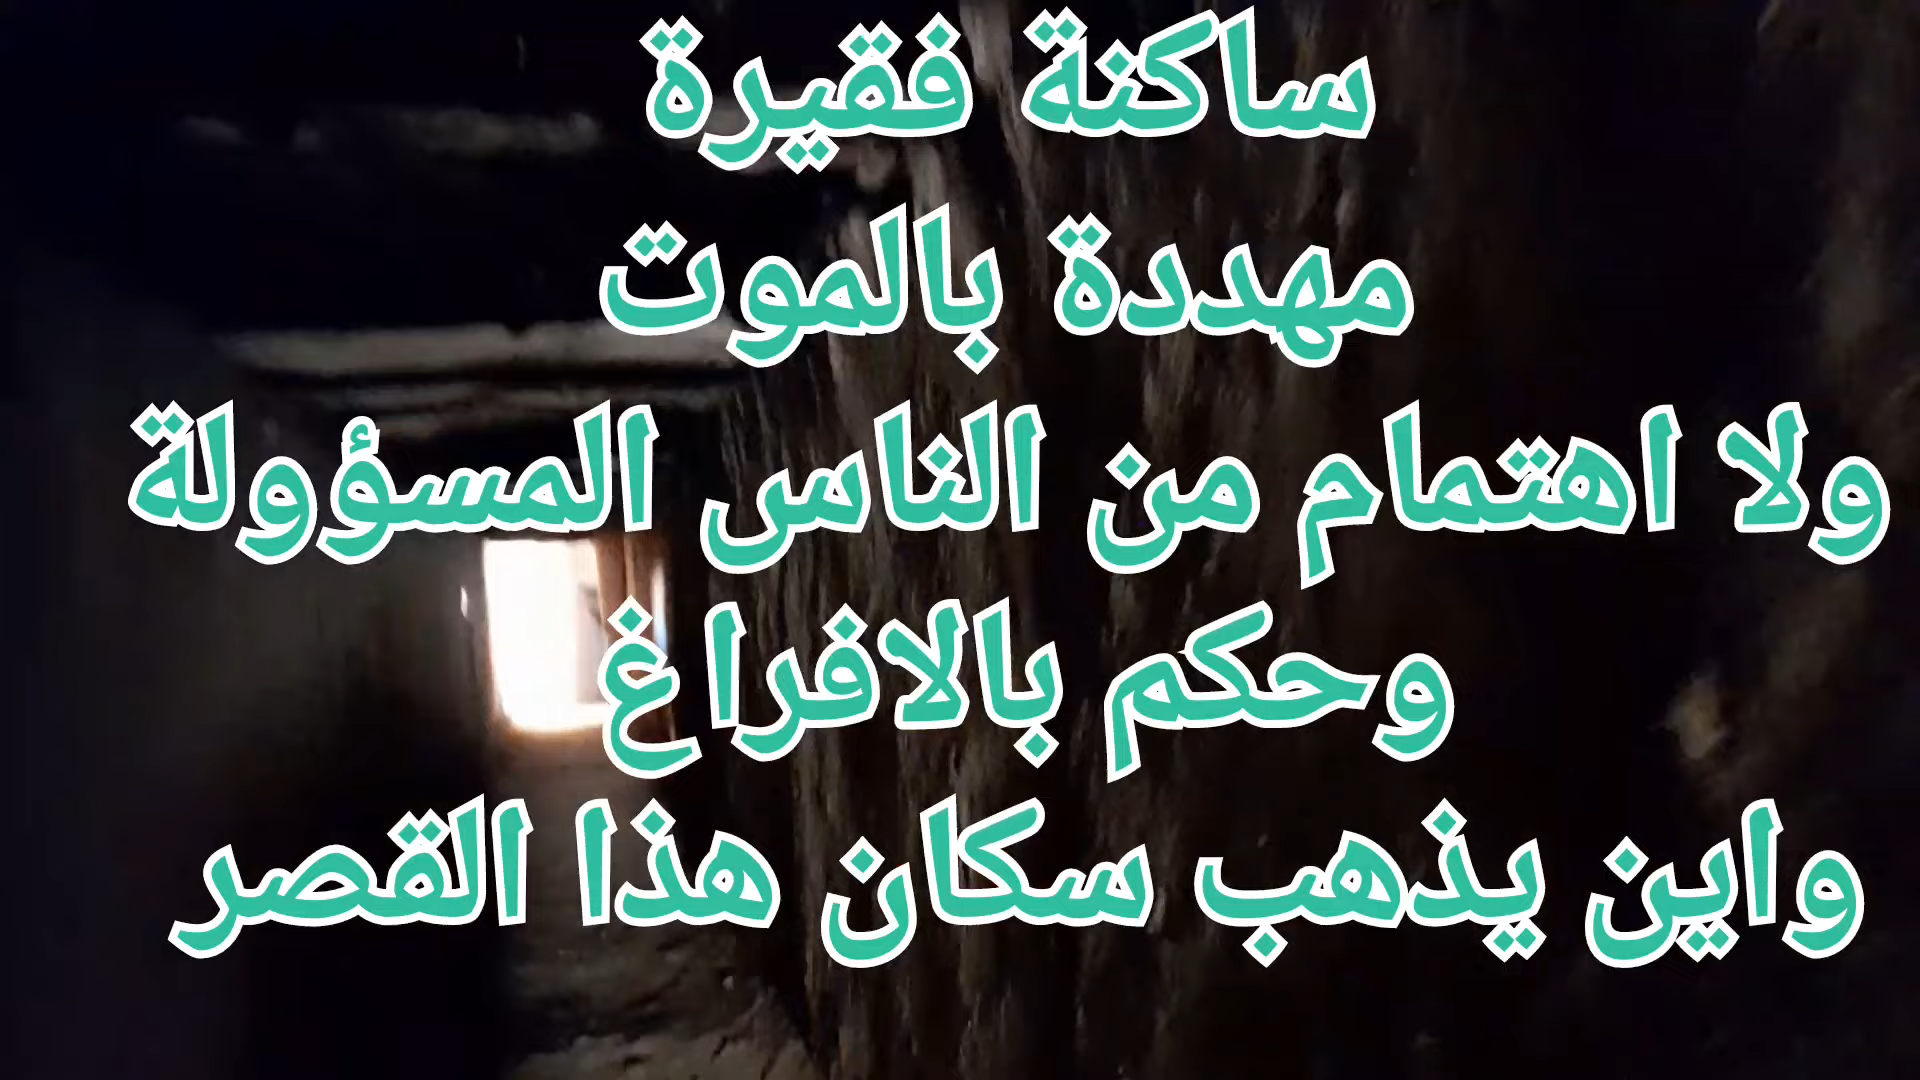 ساكنة فقيرة
مهددة بالموت
ولا اهتمام من الناس المسؤولة
وحكم بالافراغ
واين يذهب سكان هذا القصر